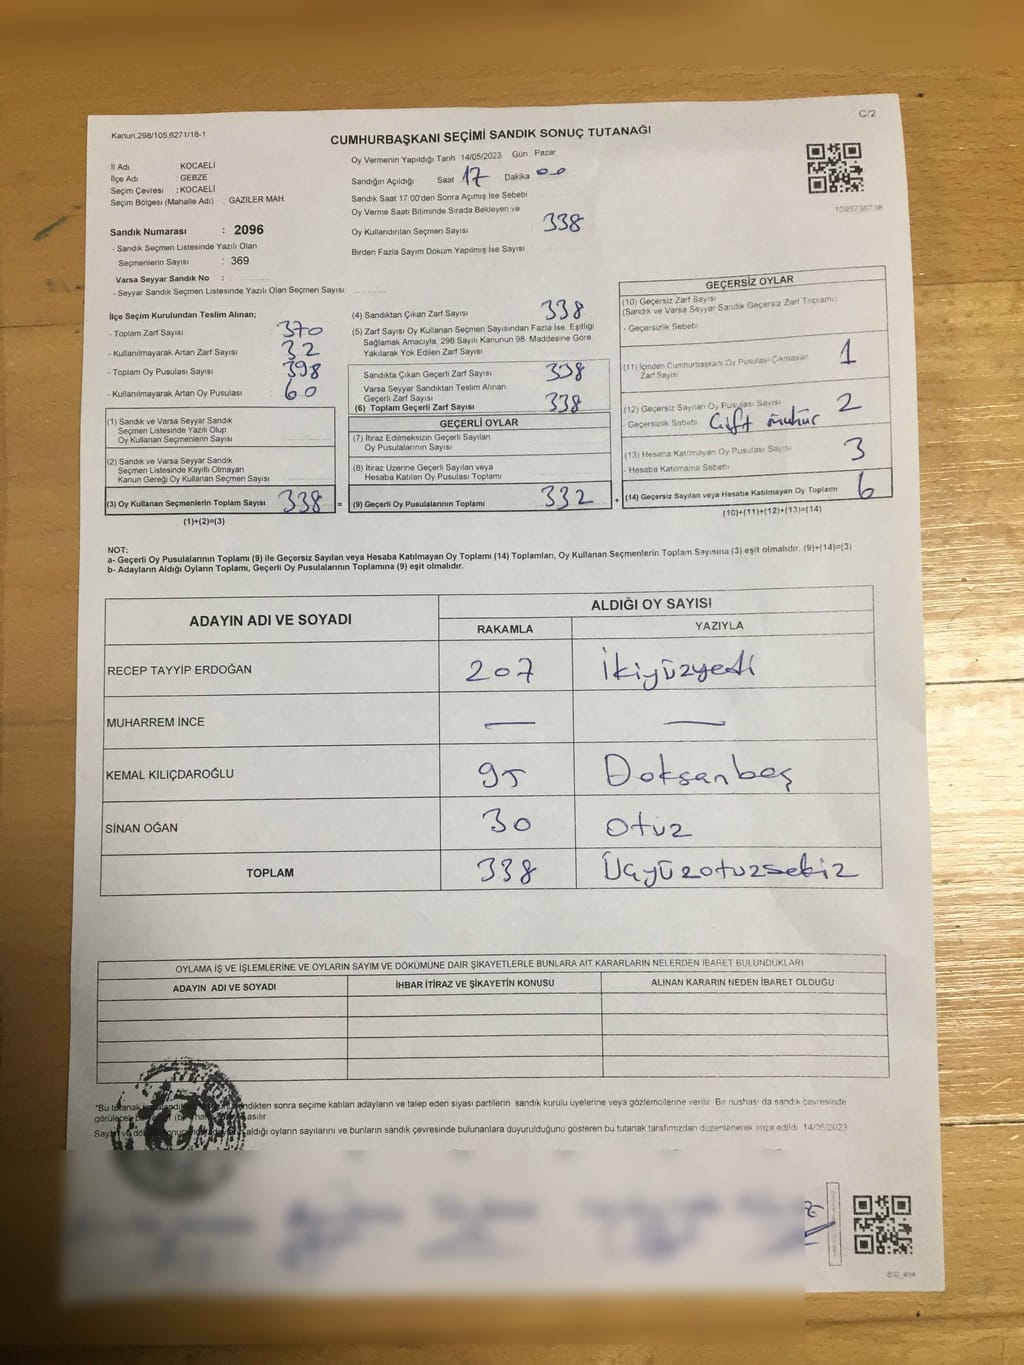 C/2
Kanun.298/105,6271/18-1
CUMHURBAŞKANI SEÇİMİ SANDIK SONUÇ TUTANAĞI
İl Adı : KOCAELİ
İlçe Adı : GEBZE
Seçim Çevresi : KOCAELİ
Seçim Bölgesi (Mahalle Adı) : GAZİLER MAH.
Sandık Numarası : 2096
- Sandık Seçmen Listesinde Yazılı Olan
Seçmenlerin Sayısı : 369
Varsa Seyyar Sandık No :
- Seyyar Sandık Seçmen Listesinde Yazılı Olan Seçmen Sayısı:
Oy Vermenin Yapıldığı Tarih 14/05/2023 Gün Pazar
Sandığın Açıldığı Saat 17 Dakika 00
Sandık Saat 17:00'den Sonra Açımış İse Sebebi
Oy Verme Saati Bitiminde Sırada Bekleyen ve
Oy Kullandırılan Seçmen Sayısı 338
Birden Fazla Sayım Döküm Yapılmış İse Sayısı
İlçe Seçim Kurulundan Teslim Alınan;
- Toplam Zarf Sayısı : 370
- Kullanılmayarak Artan Zarf Sayısı : 32
- Toplam Oy Pusulası Sayısı : 398
- Kullanılmayarak Artan Oy Pusulası : 60
(1) Sandık ve Varsa Seyyar Sandık
Seçmen Listesinde Yazılı Olup
Oy Kullanan Seçmenlerin Sayısı
(2) Sandık ve Varsa Seyyar Sandık
Seçmen Listesinde Kayıtlı Olmayan
Kanun Gereği Oy Kullanan Seçmen Sayısı
(3) Oy Kullanan Seçmenlerin Toplam Sayısı 338 =
(1)+(2)=(3)
(4) Sandıktan Çıkan Zarf Sayısı 338
(5) Zarf Sayısı Oy Kullanan Seçmen Sayısından Fazla İse, Eşitliği
Sağlamak Amacıyla, 298 Sayılı Kanunun 98. Maddesine Göre
Yakılarak Yok Edilen Zarf Sayısı
Sandıkta Çıkan Geçerli Zarf Sayısı 338
Varsa Seyyar Sandıktan Teslim Alınan
Geçerli Zarf Sayısı
(6) Toplam Geçerli Zarf Sayısı 338
GEÇERLİ OYLAR
(7) İtiraz Edilmeksizin Geçerli Sayılan
Oy Pusulalarının Sayısı
(8) İtiraz Üzerine Geçerli Sayılan veya
Hesaba Katılan Oy Pusulası Toplamı
(9) Geçerli Oy Pusulalarının Toplamı 332 +
GEÇERSİZ OYLAR
(10) Geçersiz Zarf Sayısı
(Sandık ve Varsa Seyyar Sandık Geçersiz Zarf Toplamı)
- Geçersizlik Sebebi
(11) İçinden Cumhurbaşkanı Oy Pusulası Çıkmayan
Zarf Sayısı 1
(12) Geçersiz Sayılan Oy Pusulası Sayısı 2
- Geçersizlik Sebebi Çift mühür
(13) Hesaba Katılmayan Oy Pusulası Sayısı 3
- Hesaba Katılmama Sebebi
(14) Geçersiz Sayılan veya Hesaba Katılmayan Oy Toplamı 6
(10)+(11)+(12)+(13)=(14)
NOT:
a- Geçerli Oy Pusulalarının Toplamı (9) ile Geçersiz Sayılan veya Hesaba Katılmayan Oy Toplamı (14) Toplamları, Oy Kullanan Seçmenlerin Toplam Sayısına (3) eşit olmalıdır. (9)+(14)=(3)
b- Adayların Aldığı Oyların Toplamı, Geçerli Oy Pusulalarının Toplamına (9) eşit olmalıdır.
ADAYIN ADI VE SOYADI ALDIĞI OY SAYISI
RAKAMLA YAZIYLA
RECEP TAYYİP ERDOĞAN 207 İkiyüzyedi
MUHARREM İNCE — —
KEMAL KILIÇDAROĞLU 95 Doksanbeş
SİNAN OĞAN 30 Otuz
TOPLAM 338 Üçyüzotuzsekiz
OYLAMA İŞ VE İŞLEMLERİNE VE OYLARIN SAYIM VE DÖKÜMÜNE DAİR ŞİKAYETLERLE BUNLARA AİT KARARLARIN NELERDEN İBARET BULUNDUKLARI
ADAYIN ADI VE SOYADI İHBAR İTİRAZ VE ŞİKAYETİN KONUSU ALINAN KARARIN NEDEN İBARET OLDUĞU
"Bu tutanak sonra seçime katılan adayların ve talep eden siyasi partilerin sandık kurulu üyelerine veya gözlemcilerine verilir. Bir nüshası da sandık çevresinde
görülecek asılır
aldığı oyların sayılarını ve bunların sandık çevresinde bulunanlara duyurulduğunu gösteren bu tutanak tarafımızdan düzenlenerek imza edildi. 14/05/2023